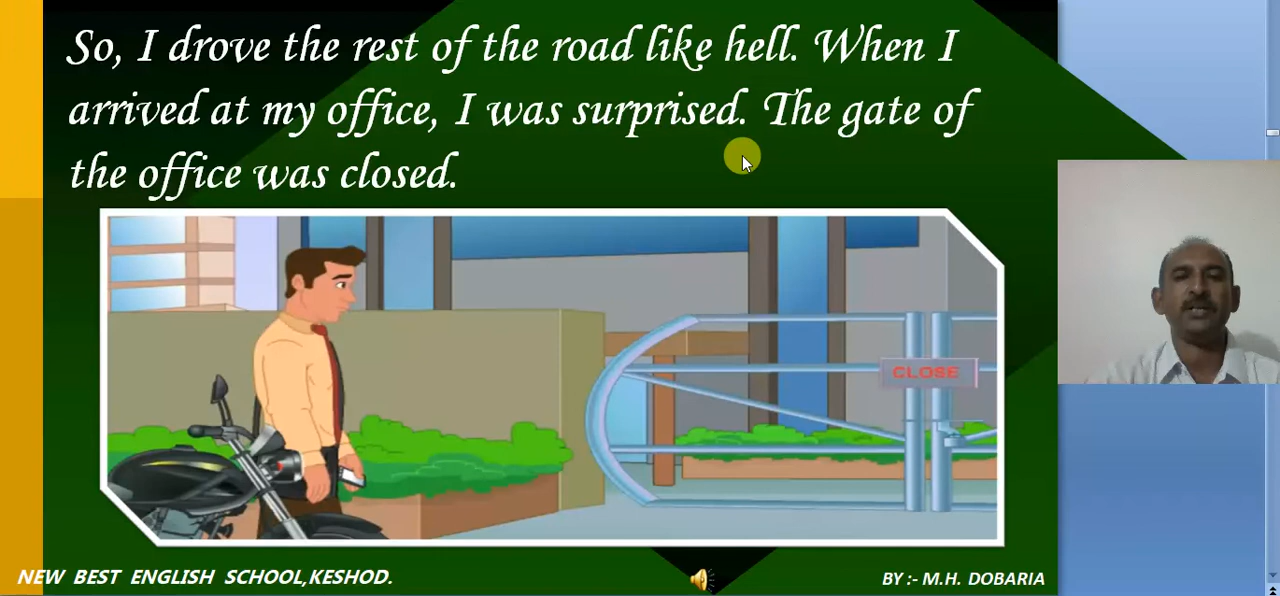 So, I drove the rest of the road like hell. When I
arrived at my office, I was surprised. The gate of
the office was closed.
CLOSE
NEW BEST ENGLISH SCHOOL,KESHOD.
BY :- M.H. DOBARIA